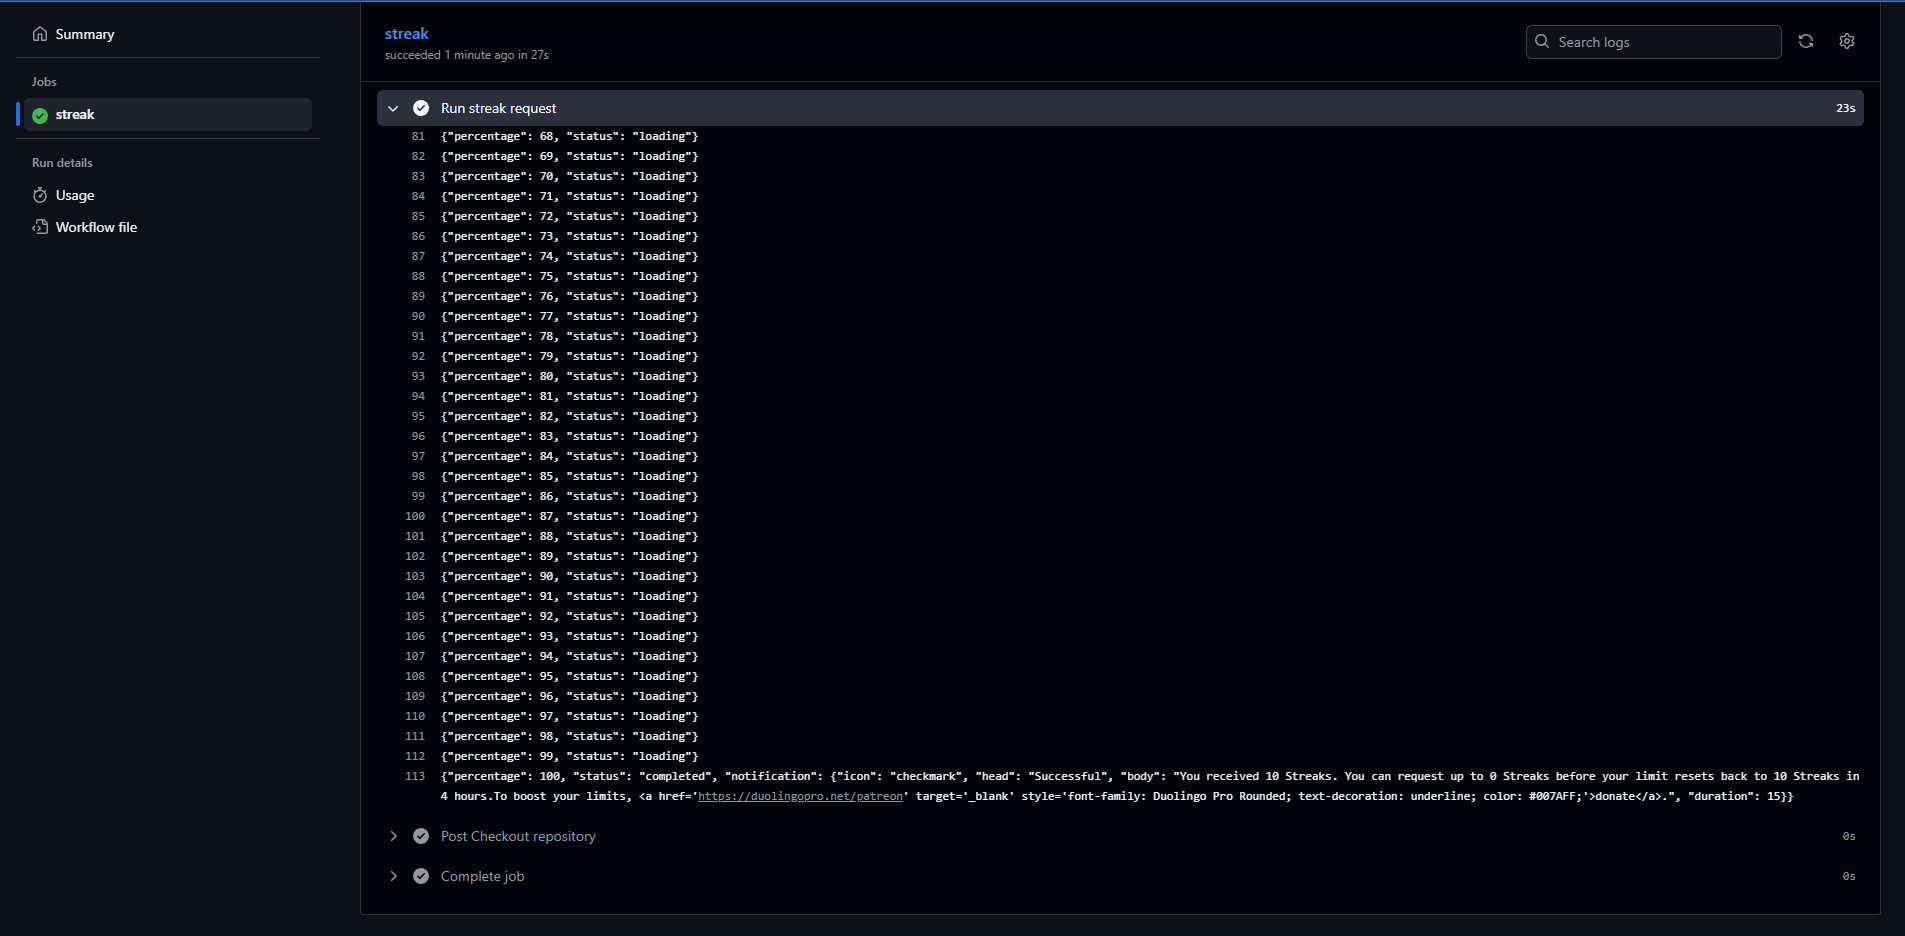 Summary
Jobs
streak
Run details
Usage
Workflow file
streak
succeeded 1 minute ago in 27s
Search logs
Run streak request 23s
81 {"percentage": 68, "status": "loading"}
82 {"percentage": 69, "status": "loading"}
83 {"percentage": 70, "status": "loading"}
84 {"percentage": 71, "status": "loading"}
85 {"percentage": 72, "status": "loading"}
86 {"percentage": 73, "status": "loading"}
87 {"percentage": 74, "status": "loading"}
88 {"percentage": 75, "status": "loading"}
89 {"percentage": 76, "status": "loading"}
90 {"percentage": 77, "status": "loading"}
91 {"percentage": 78, "status": "loading"}
92 {"percentage": 79, "status": "loading"}
93 {"percentage": 80, "status": "loading"}
94 {"percentage": 81, "status": "loading"}
95 {"percentage": 82, "status": "loading"}
96 {"percentage": 83, "status": "loading"}
97 {"percentage": 84, "status": "loading"}
98 {"percentage": 85, "status": "loading"}
99 {"percentage": 86, "status": "loading"}
100 {"percentage": 87, "status": "loading"}
101 {"percentage": 88, "status": "loading"}
102 {"percentage": 89, "status": "loading"}
103 {"percentage": 90, "status": "loading"}
104 {"percentage": 91, "status": "loading"}
105 {"percentage": 92, "status": "loading"}
106 {"percentage": 93, "status": "loading"}
107 {"percentage": 94, "status": "loading"}
108 {"percentage": 95, "status": "loading"}
109 {"percentage": 96, "status": "loading"}
110 {"percentage": 97, "status": "loading"}
111 {"percentage": 98, "status": "loading"}
112 {"percentage": 99, "status": "loading"}
113 {"percentage": 100, "status": "completed", "notification": {"icon": "checkmark", "head": "Successful", "body": "You received 10 Streaks. You can request up to 0 Streaks before your limit resets back to 10 Streaks in
4 hours.To boost your limits, <a href='https://duolingopro.net/patreon' target='_blank' style='font-family: Duolingo Pro Rounded; text-decoration: underline; color: #007AFF;'>donate</a>.", "duration": 15}}
Post Checkout repository 0s
Complete job 0s